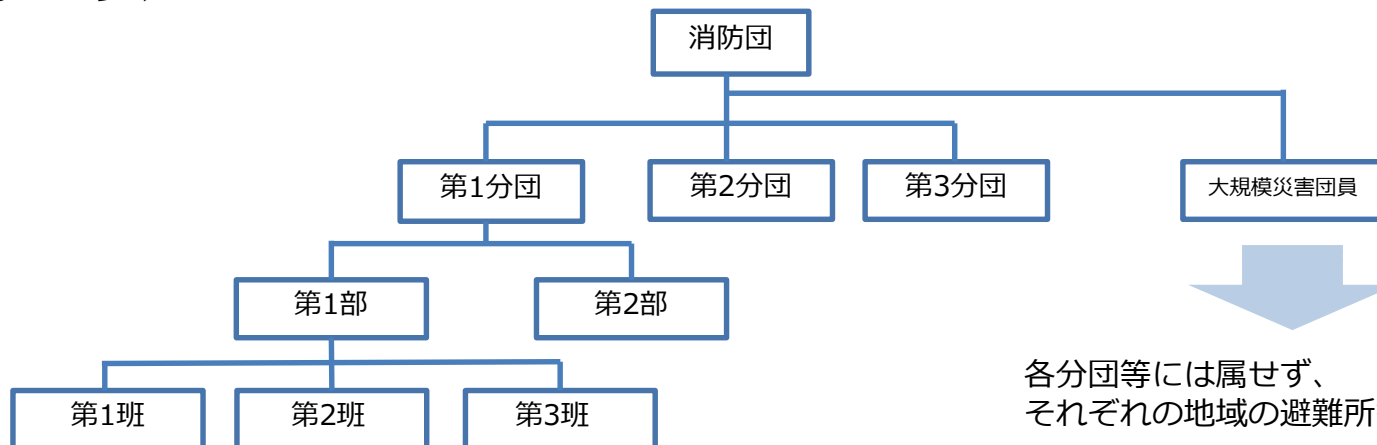 消防団
第1分団
第2分団
第3分団
大規模災害団員
第1部
第2部
第1班
第2班
第3班
各分団等には属せず、
それぞれの地域の避難所